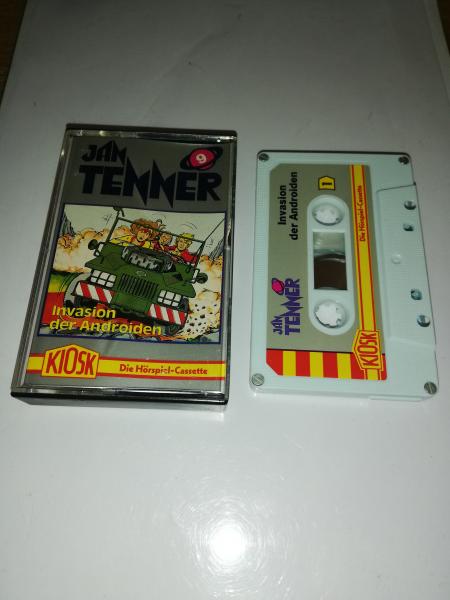 JAN
9
TENNER
Invasion
der Androiden
KIOSK
Die Hörspiel-Cassette
JAN
TENNER
9
Invasion
der Androiden
1
KIOSK
Die Hörspiel-Cassette